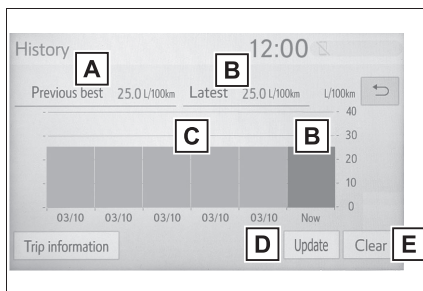 History 12:00
A B
Previous best 25.0 L/100km Latest 25.0 L/100km L/100km
40
C B
30
20
10
0
03/10 03/10 03/10 03/10 03/10 Now
Trip information D Update Clear E